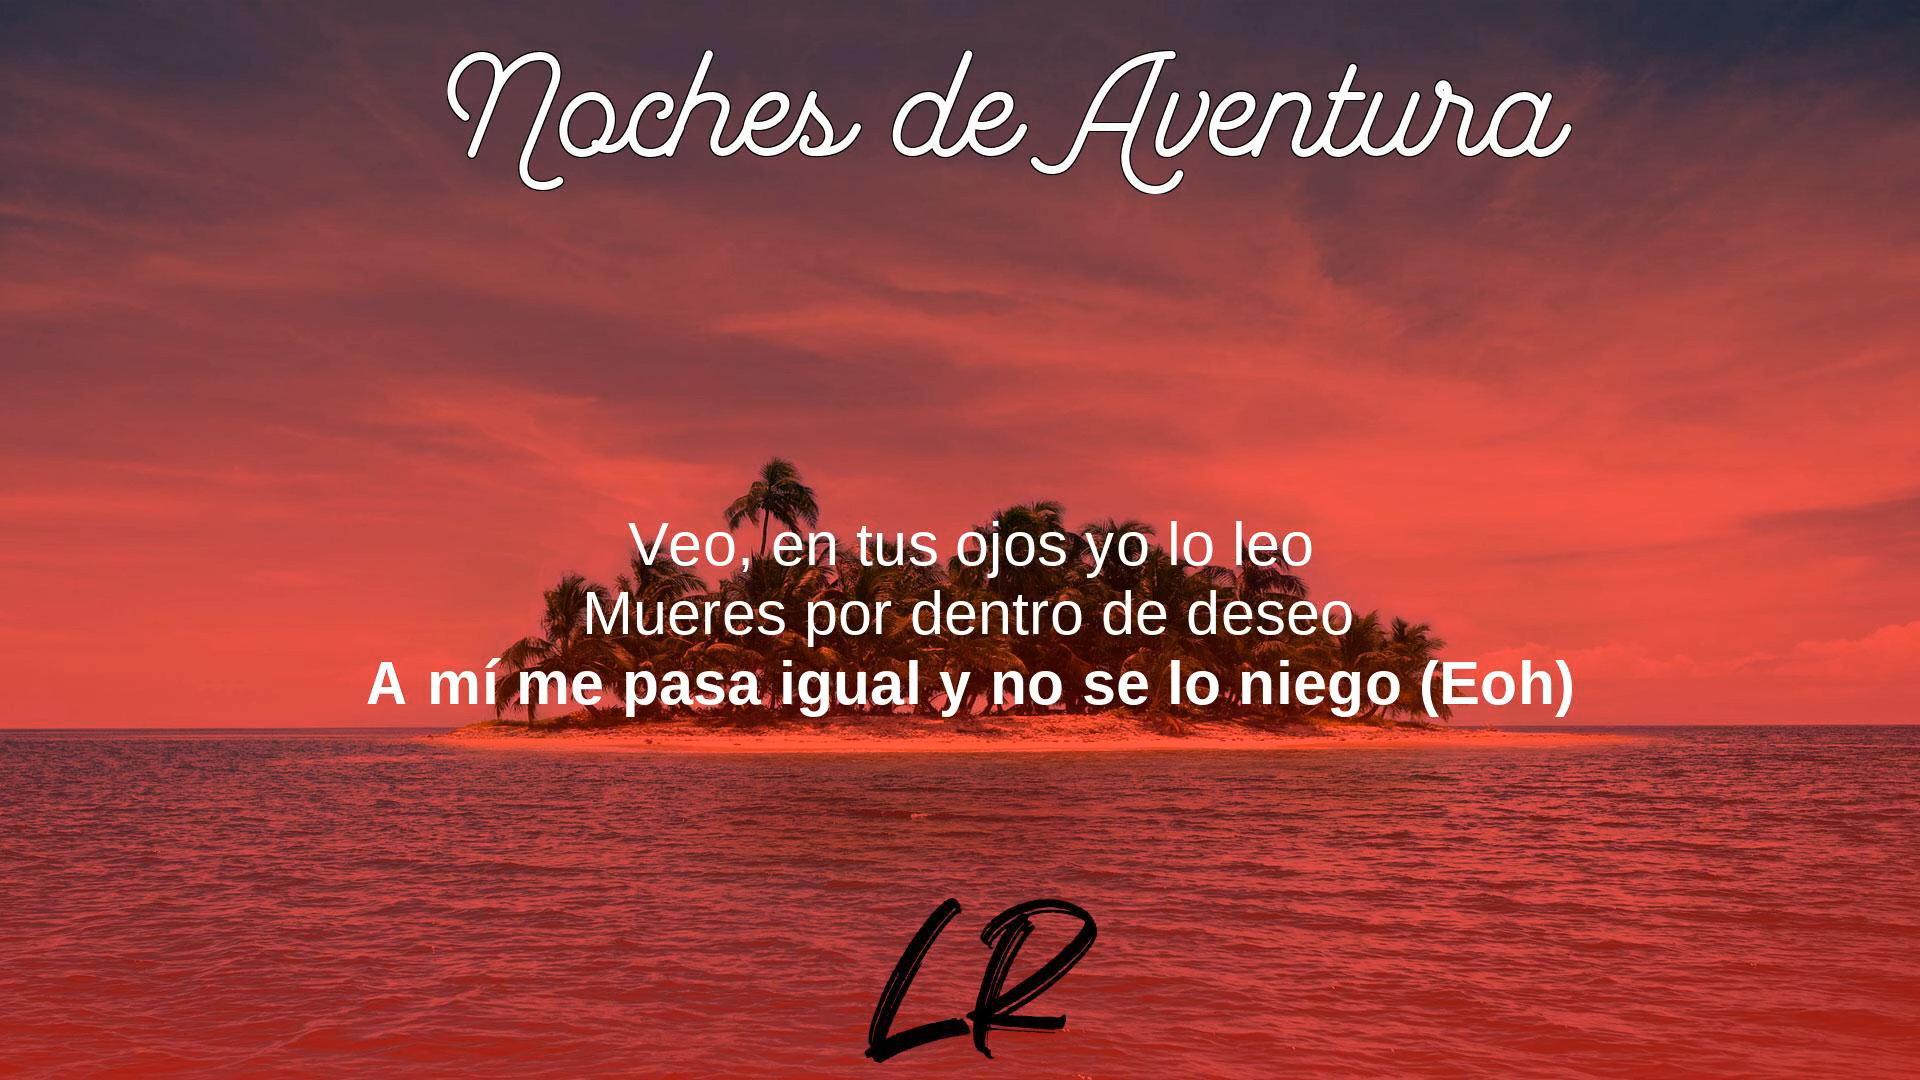 Noches de Aventura
Veo, en tus ojos yo lo leo
Mueres por dentro de deseo
A mí me pasa igual y no se lo niego (Eoh)
LR